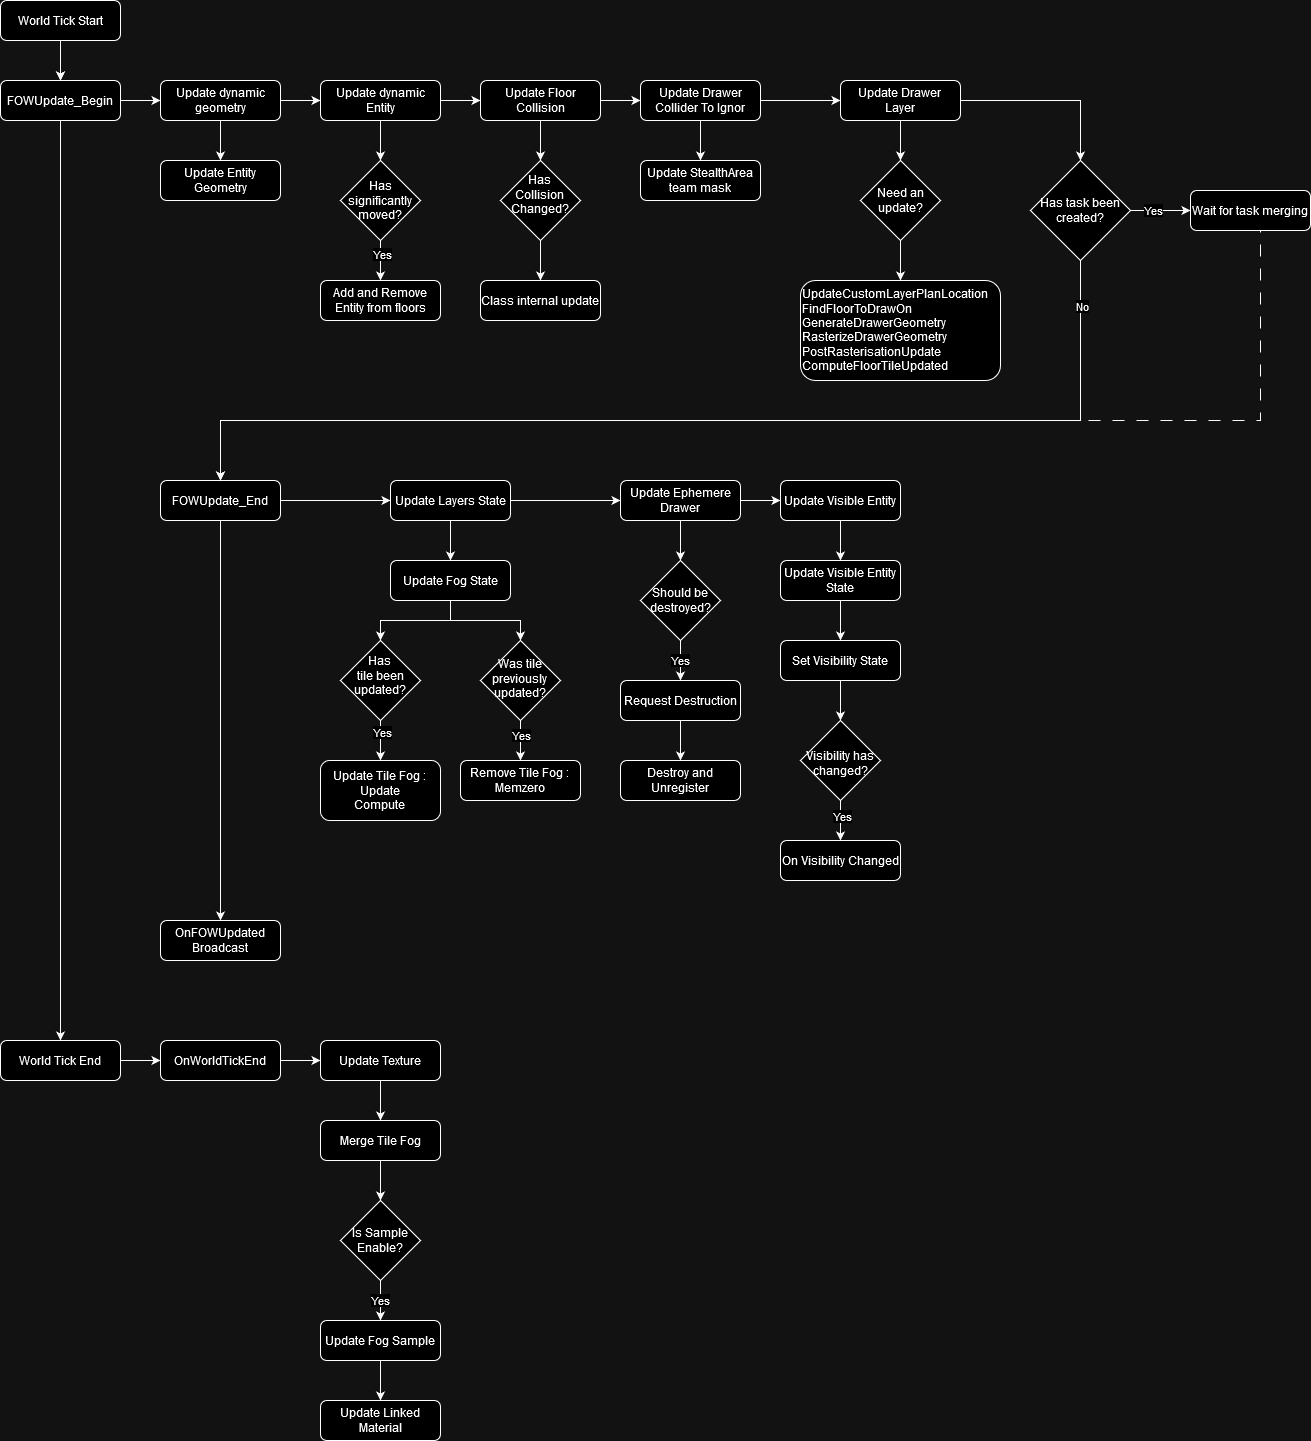 World Tick Start
FOWUpdate_Begin
Update dynamic
geometry
Update dynamic
Entity
Update Floor
Collision
Update Drawer
Collider To Ignor
Update Drawer
Layer
Update Entity
Geometry
Has
significantly
moved?
Has
Collision
Changed?
Update StealthArea
team mask
Need an
update?
Has task been
created?
Yes
Wait for task merging
Yes
Add and Remove
Entity from floors
Class internal update
UpdateCustomLayerPlanLocation
FindFloorToDrawOn
GenerateDrawerGeometry
RasterizeDrawerGeometry
PostRasterisationUpdate
ComputeFloorTileUpdated
No
FOWUpdate_End
Update Layers State
Update Ephemere
Drawer
Update Visible Entity
Update Fog State
Should be
destroyed?
Update Visible Entity
State
Has
tile been
updated?
Was tile
previously
updated?
Yes
Set Visibility State
Request Destruction
Yes
Yes
Update Tile Fog :
Update
Compute
Remove Tile Fog :
Memzero
Destroy and
Unregister
Visibility has
changed?
Yes
On Visibility Changed
OnFOWUpdated
Broadcast
World Tick End
OnWorldTickEnd
Update Texture
Merge Tile Fog
Is Sample
Enable?
Yes
Update Fog Sample
Update Linked
Material